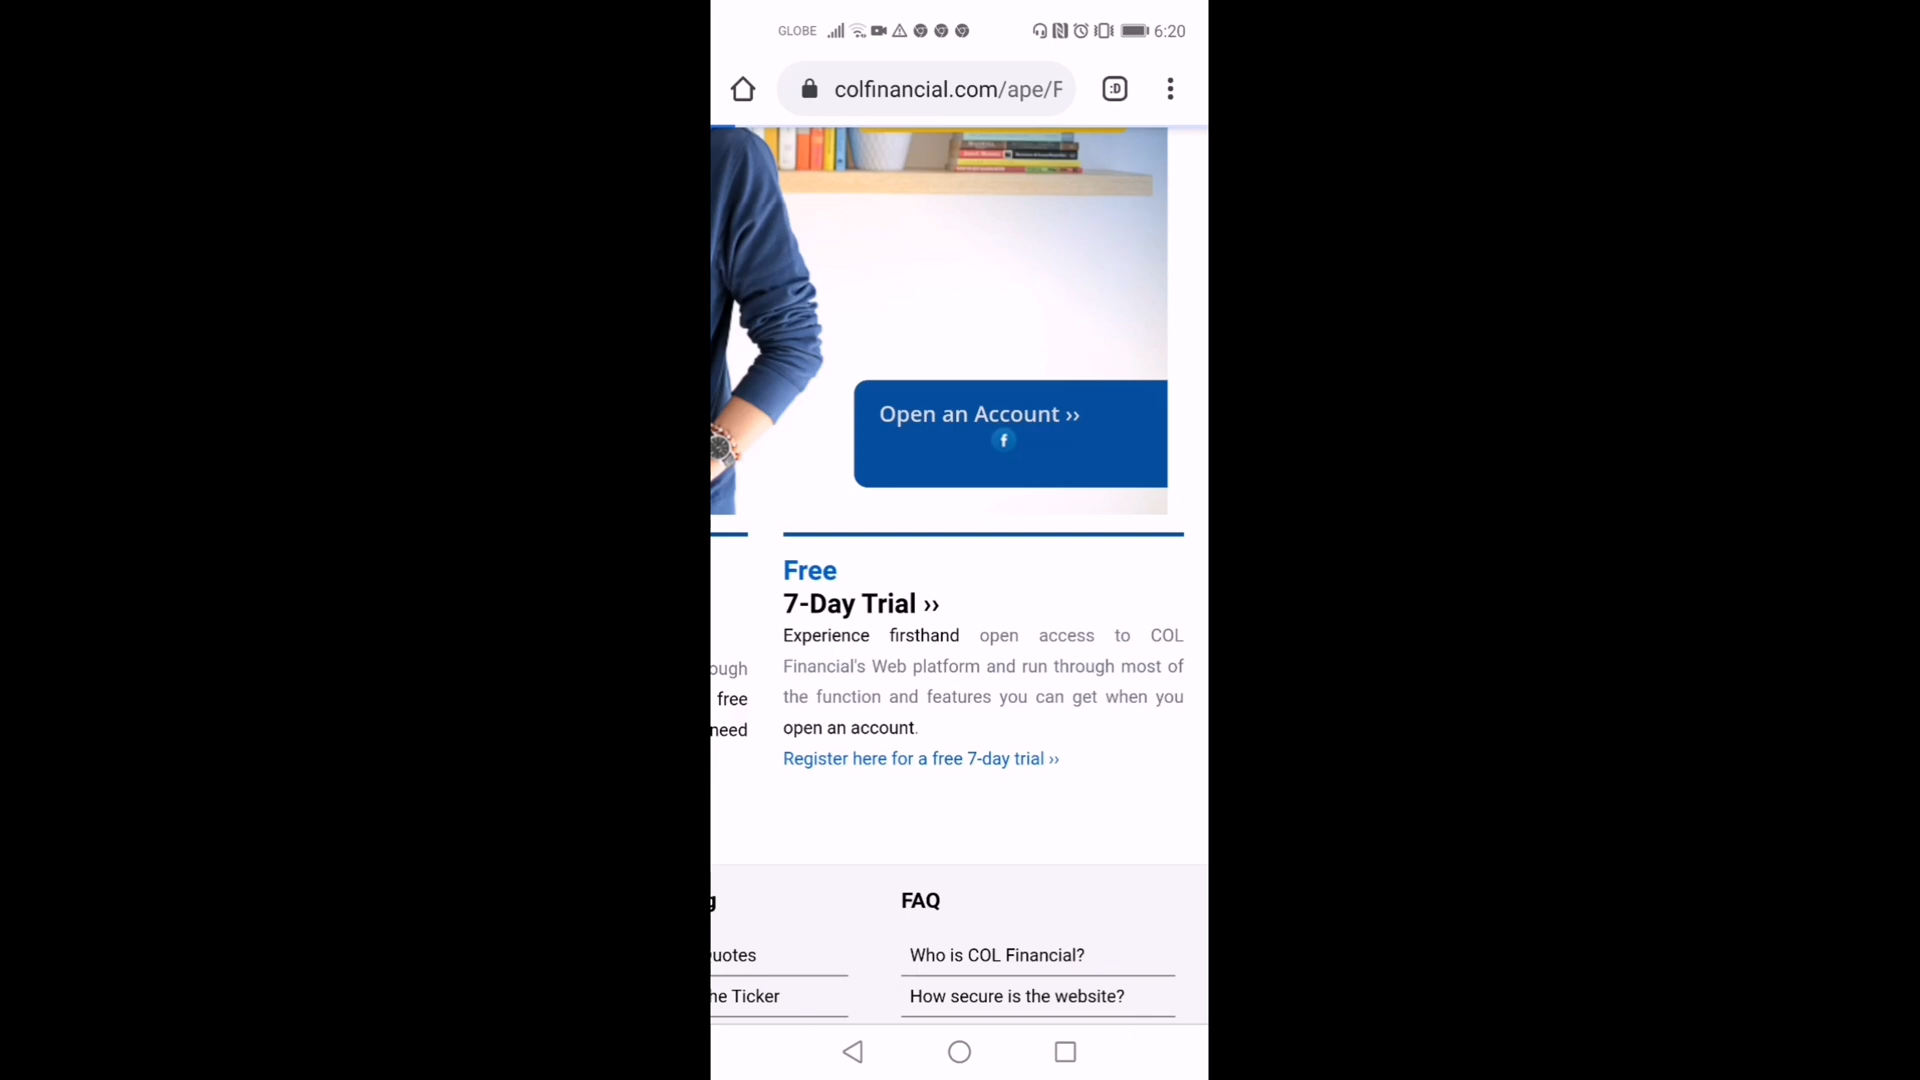 GLOBE 6:20
colfinancial.com/ape/F
:D
Open an Account ››
f
Free
7-Day Trial ››
Experience firsthand open access to COL
Financial's Web platform and run through most of
the function and features you can get when you
open an account.
Register here for a free 7-day trial ››
ough
free
need
g
FAQ
uotes
Who is COL Financial?
he Ticker
How secure is the website?